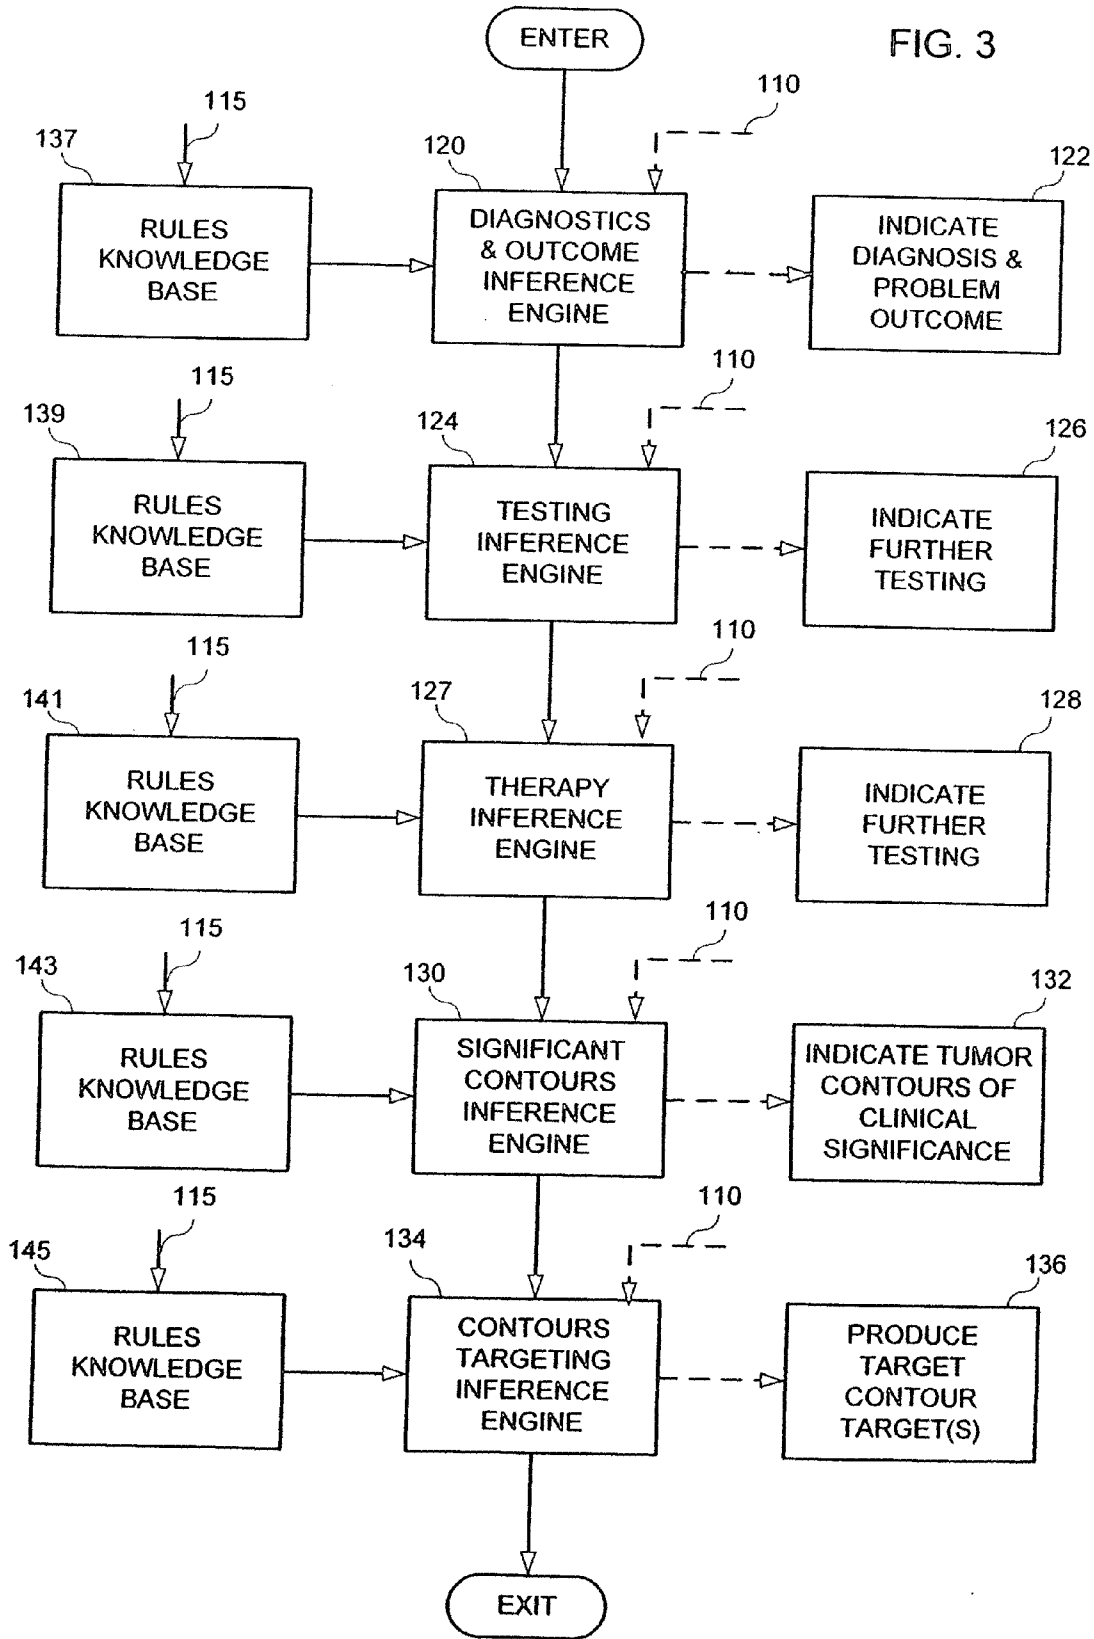 ENTER
FIG. 3
115
110
137
120
122
RULES
KNOWLEDGE
BASE
DIAGNOSTICS
& OUTCOME
INFERENCE
ENGINE
INDICATE
DIAGNOSIS &
PROBLEM
OUTCOME
115
110
139
124
126
RULES
KNOWLEDGE
BASE
TESTING
INFERENCE
ENGINE
INDICATE
FURTHER
TESTING
115
110
141
127
128
RULES
KNOWLEDGE
BASE
THERAPY
INFERENCE
ENGINE
INDICATE
FURTHER
TESTING
115
110
143
130
132
RULES
KNOWLEDGE
BASE
SIGNIFICANT
CONTOURS
INFERENCE
ENGINE
INDICATE TUMOR
CONTOURS OF
CLINICAL
SIGNIFICANCE
115
110
145
134
136
RULES
KNOWLEDGE
BASE
CONTOURS
TARGETING
INFERENCE
ENGINE
PRODUCE
TARGET
CONTOUR
TARGET(S)
EXIT